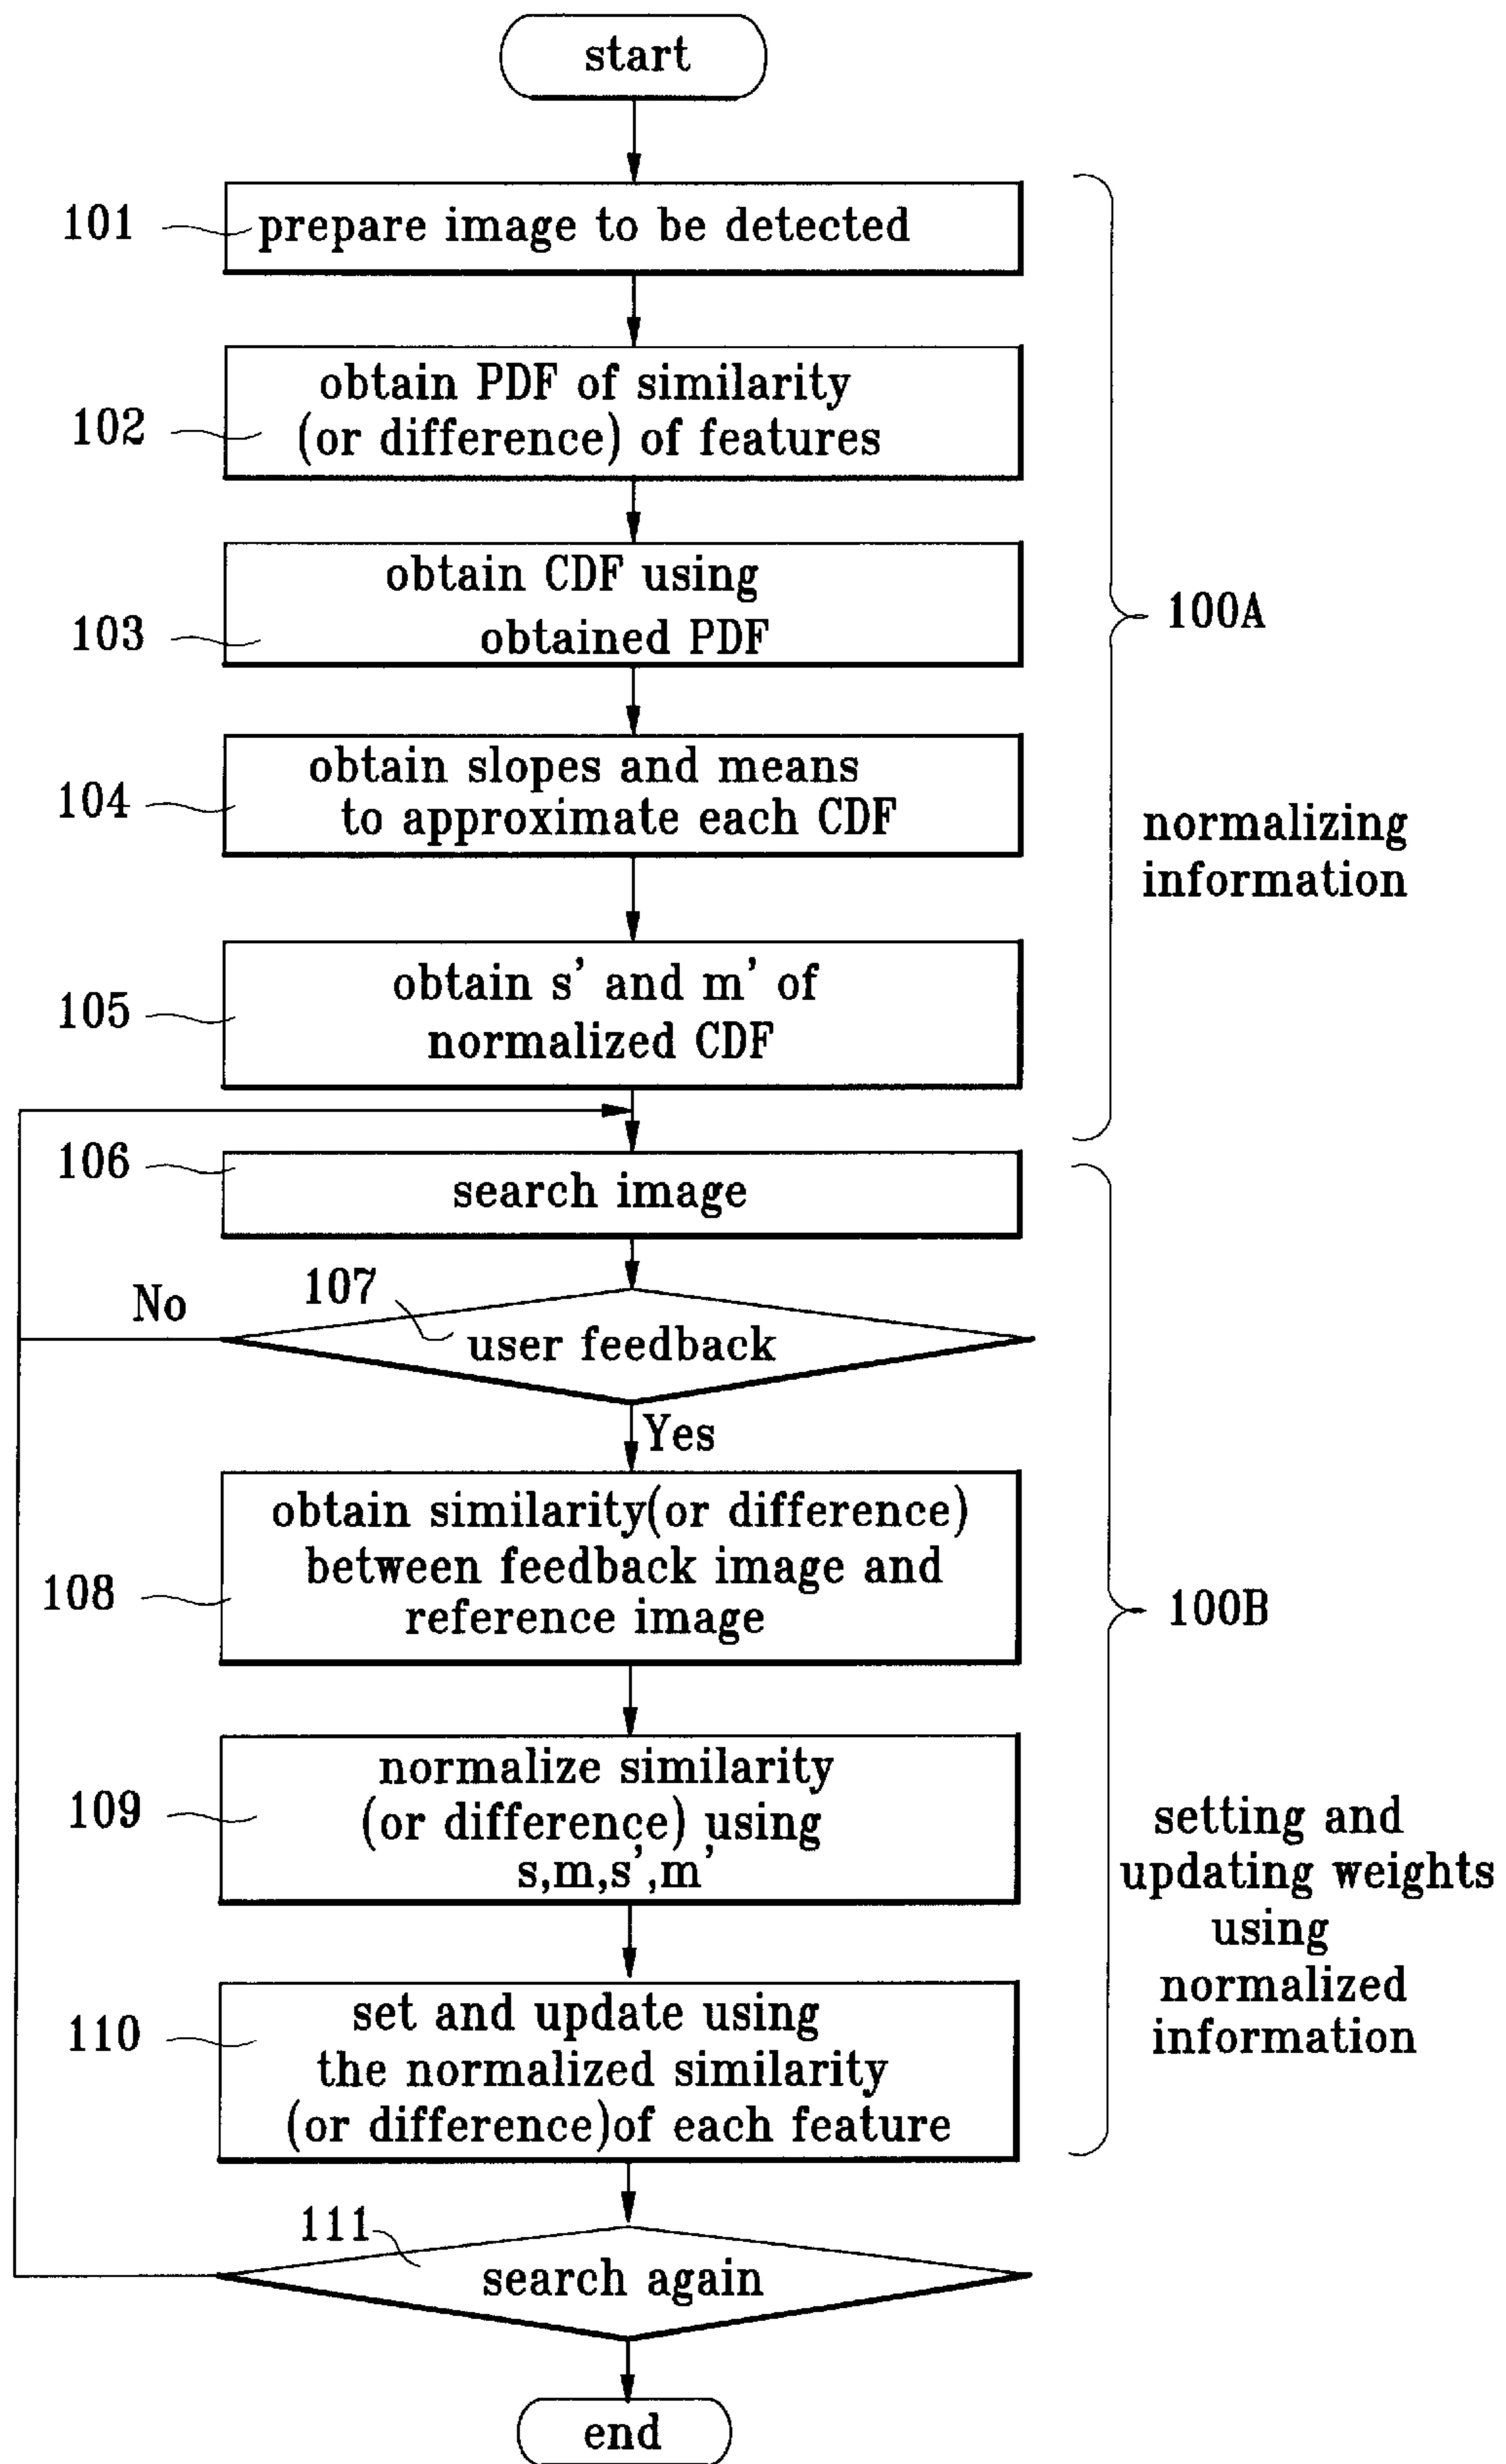 start
101
prepare image to be detected
102
obtain PDF of similarity
(or difference) of features
103
obtain CDF using
obtained PDF
100A
104
obtain slopes and means
to approximate each CDF
normalizing
information
105
obtain s' and m' of
normalized CDF
106
search image
No
107
user feedback
Yes
108
obtain similarity(or difference)
between feedback image and
reference image
100B
109
normalize similarity
(or difference) using
s,m,s',m'
setting and
updating weights
using
normalized
information
110
set and update using
the normalized similarity
(or difference)of each feature
111
search again
end